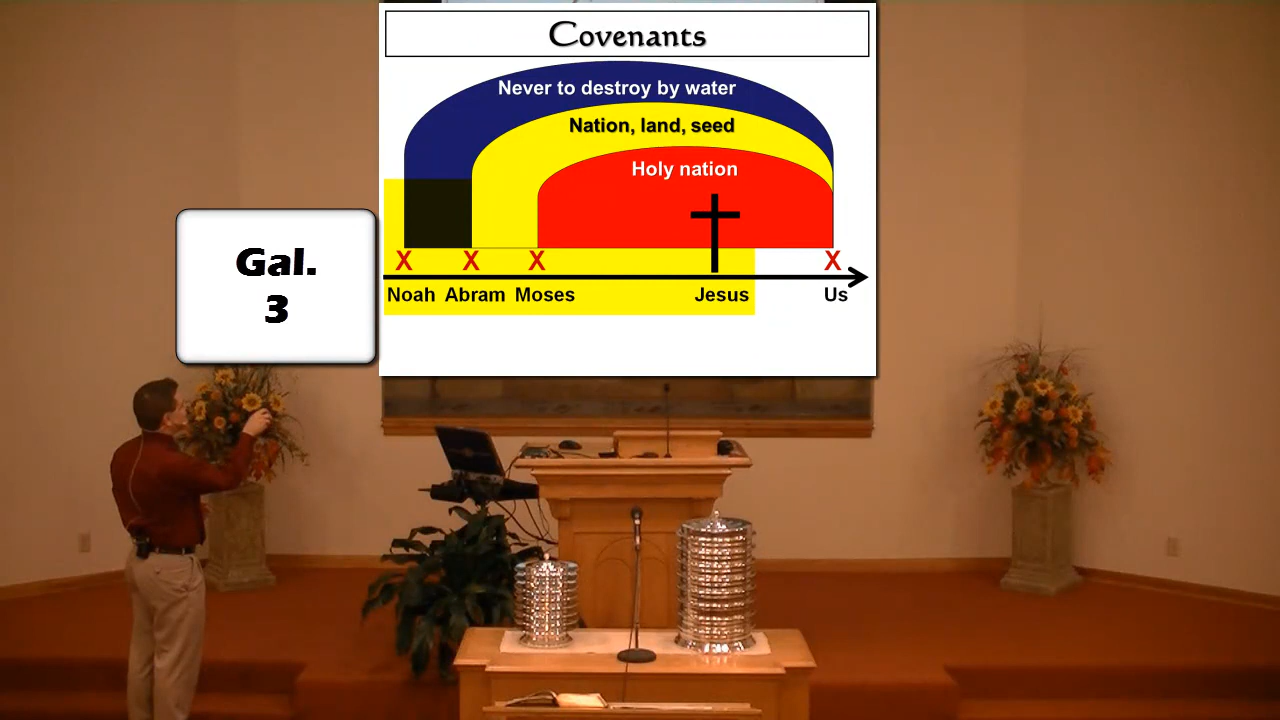 Covenants
Never to destroy by water
Nation, land, seed
Holy nation
Gal.
3
X X X X
Noah Abram Moses Jesus Us